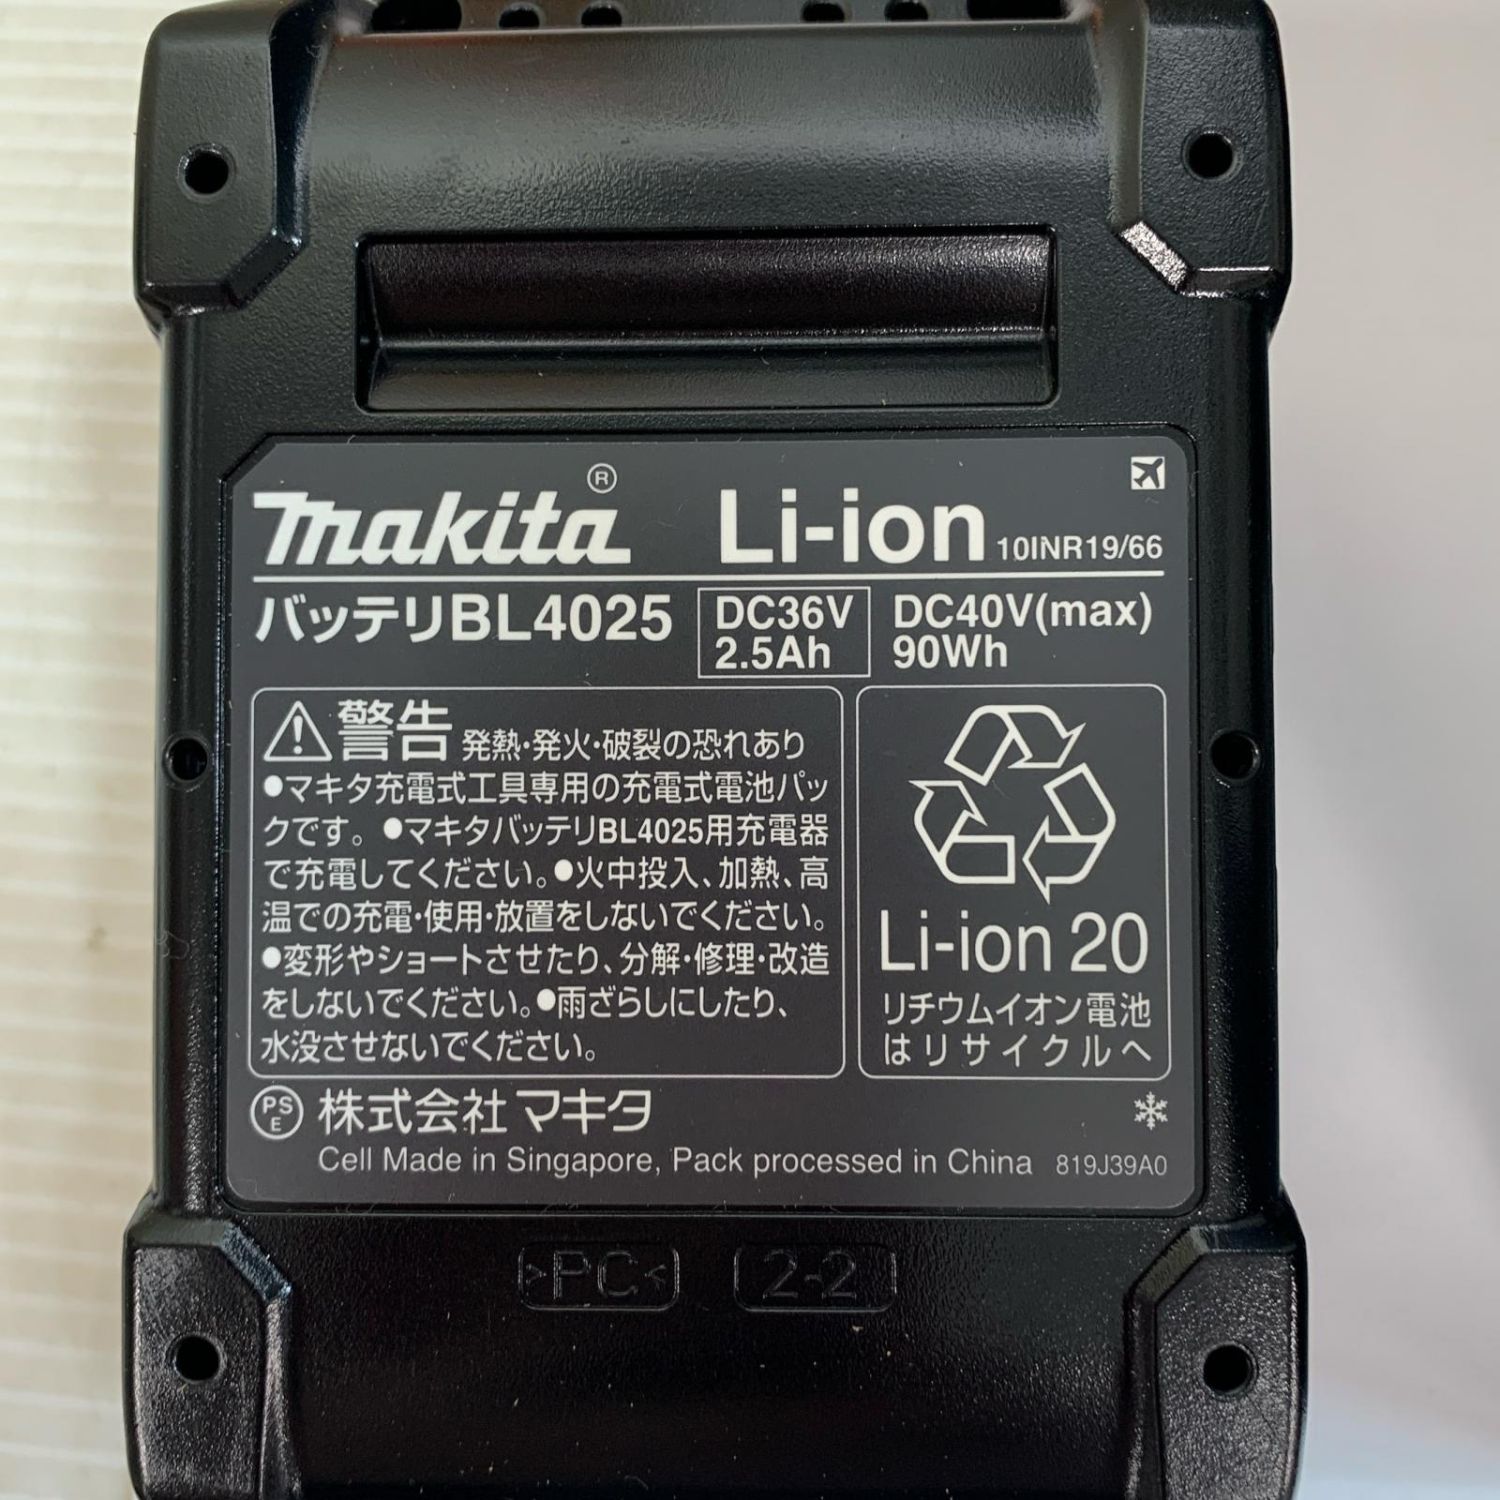 makita®
Li-ion 10INR19/66
バッテリBL4025
DC36V
2.5Ah
DC40V(max)
90Wh
警告 発熱・発火・破裂の恐れあり
●マキタ充電式工具専用の充電式電池パッ
クです。●マキタバッテリBL4025用充電器
で充電してください。●火中投入、加熱、高
温での充電・使用・放置をしないでください。
●変形やショートさせたり、分解・修理・改造
をしないでください。●雨ざらしにしたり、
水没させないでください。
Li-ion 20
リチウムイオン電池
はリサイクルへ
PS
E
株式会社 マキタ
Cell Made in Singapore, Pack processed in China 819J39A0
>PC<
2-2